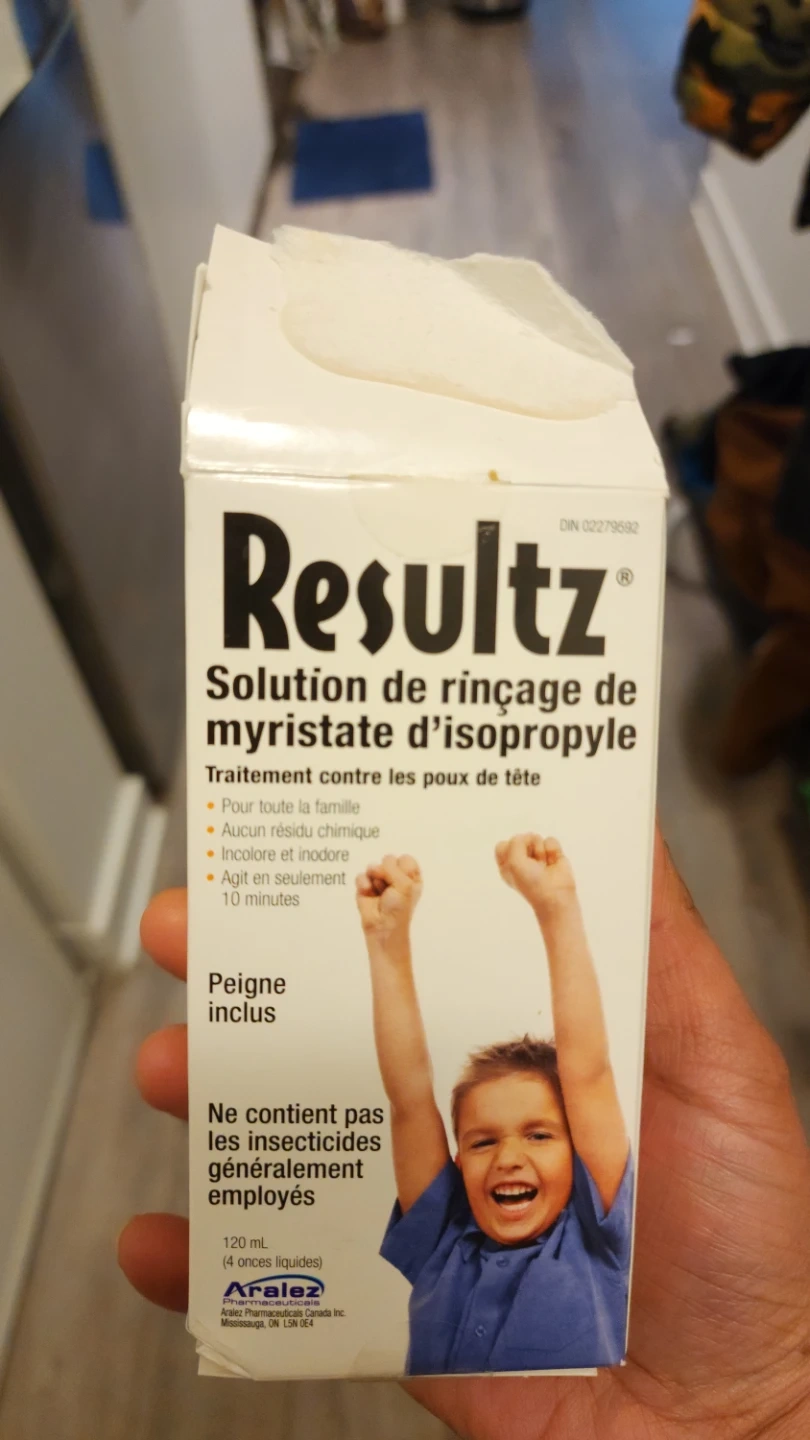 DIN 02279592
Resultz®
Solution de rinçage de
myristate d'isopropyle
Traitement contre les poux de tête
• Pour toute la famille
• Aucun résidu chimique
• Incolore et inodore
• Agit en seulement
10 minutes
Peigne
inclus
Ne contient pas
les insecticides
généralement
employés
120 mL
(4 onces liquides)
Aralez
Pharmaceuticals
Aralez Pharmaceuticals Canada Inc.
Mississauga, ON L5N 0E4